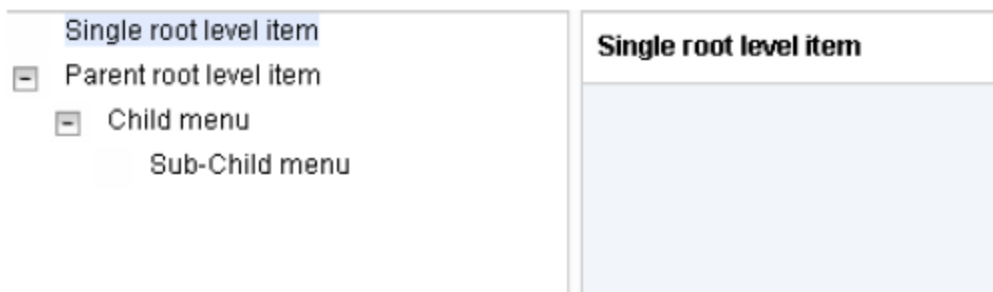 Single root level item
Parent root level item
Child menu
Sub-Child menu
Single root level item